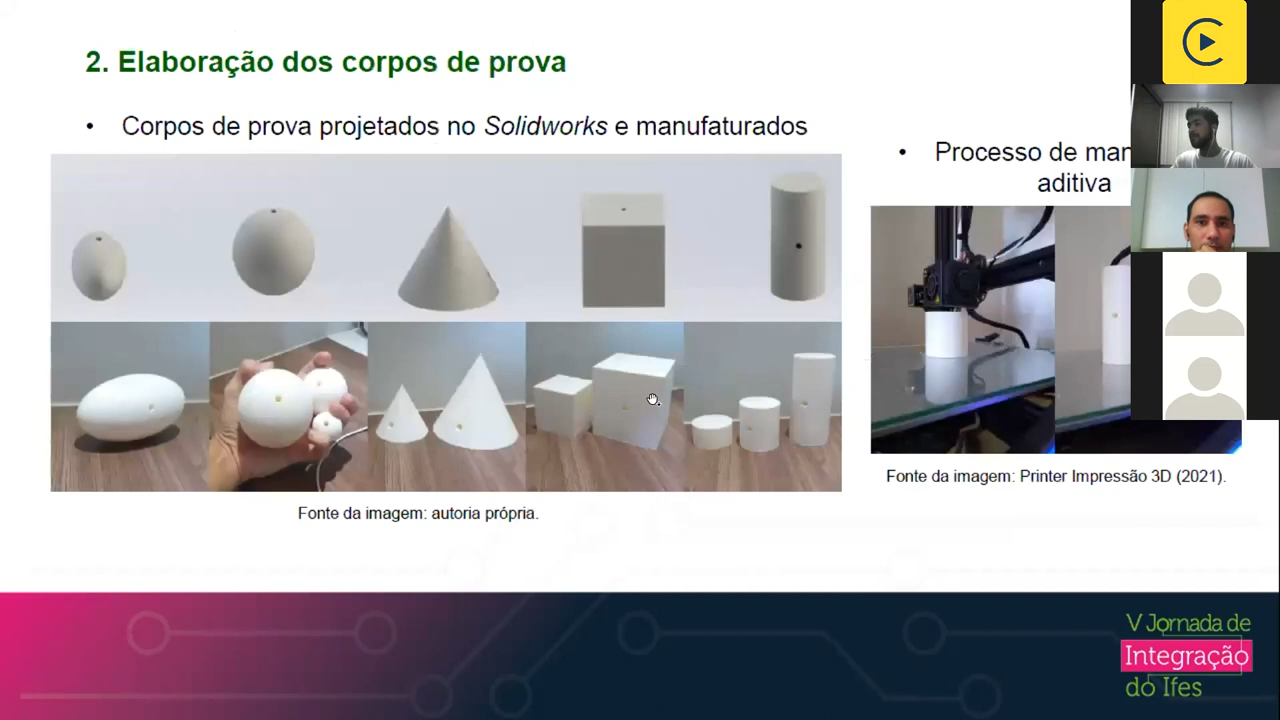 2. Elaboração dos corpos de prova
• Corpos de prova projetados no Solidworks e manufaturados
• Processo de
aditiva
Fonte da imagem: Printer Impressão 3D (2021).
Fonte da imagem: autoria própria.
V Jornada de
Integração
do Ifes